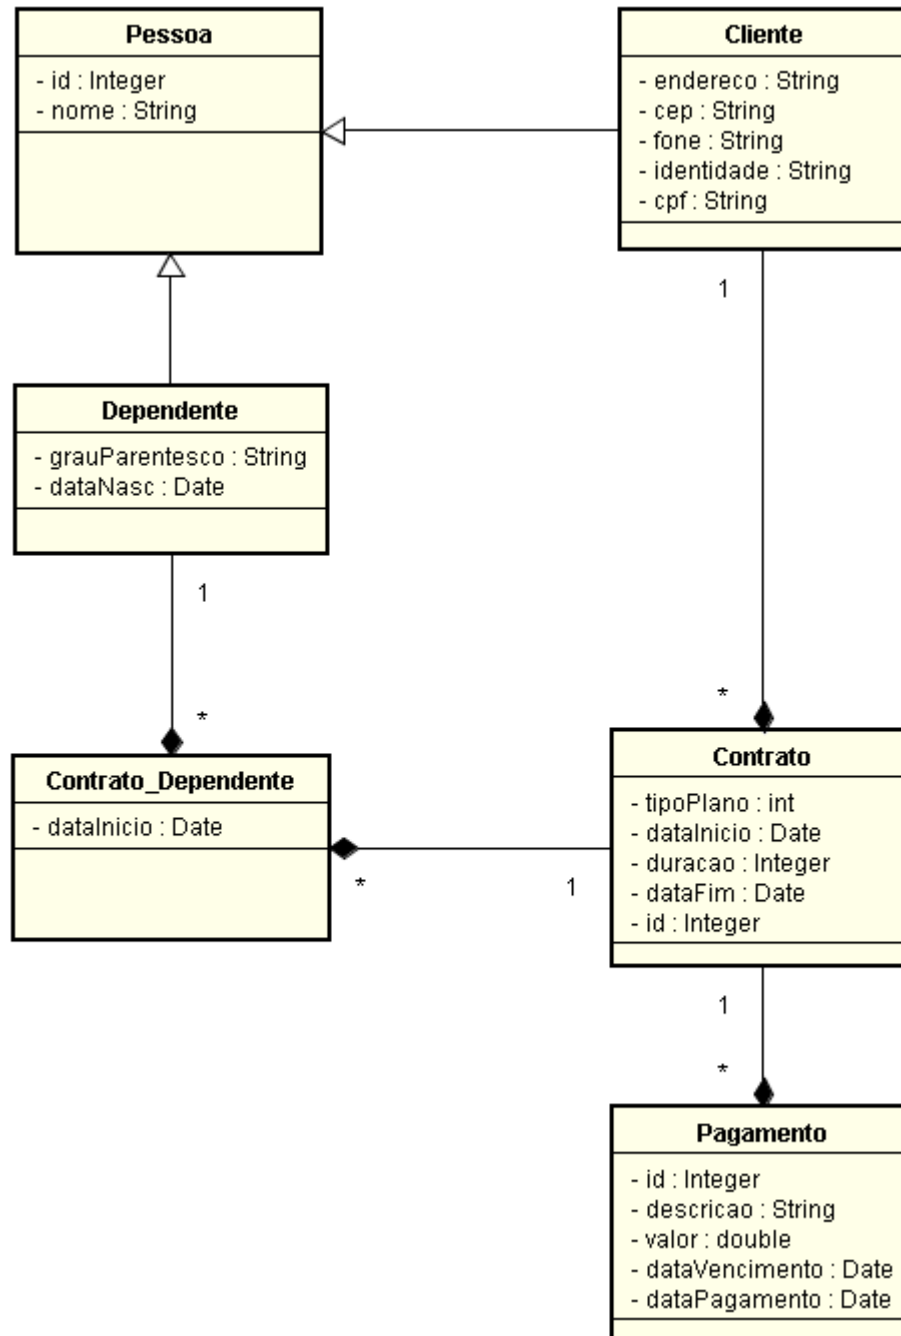 Pessoa
- id : Integer
- nome : String
Cliente
- endereco : String
- cep : String
- fone : String
- identidade : String
- cpf : String
1
Dependente
- grauParentesco : String
- dataNasc : Date
1
*
*
Contrato_Dependente
- dataInicio : Date
*
1
Contrato
- tipoPlano : int
- dataInicio : Date
- duracao : Integer
- dataFim : Date
- id : Integer
1
*
Pagamento
- id : Integer
- descricao : String
- valor : double
- dataVencimento : Date
- dataPagamento : Date